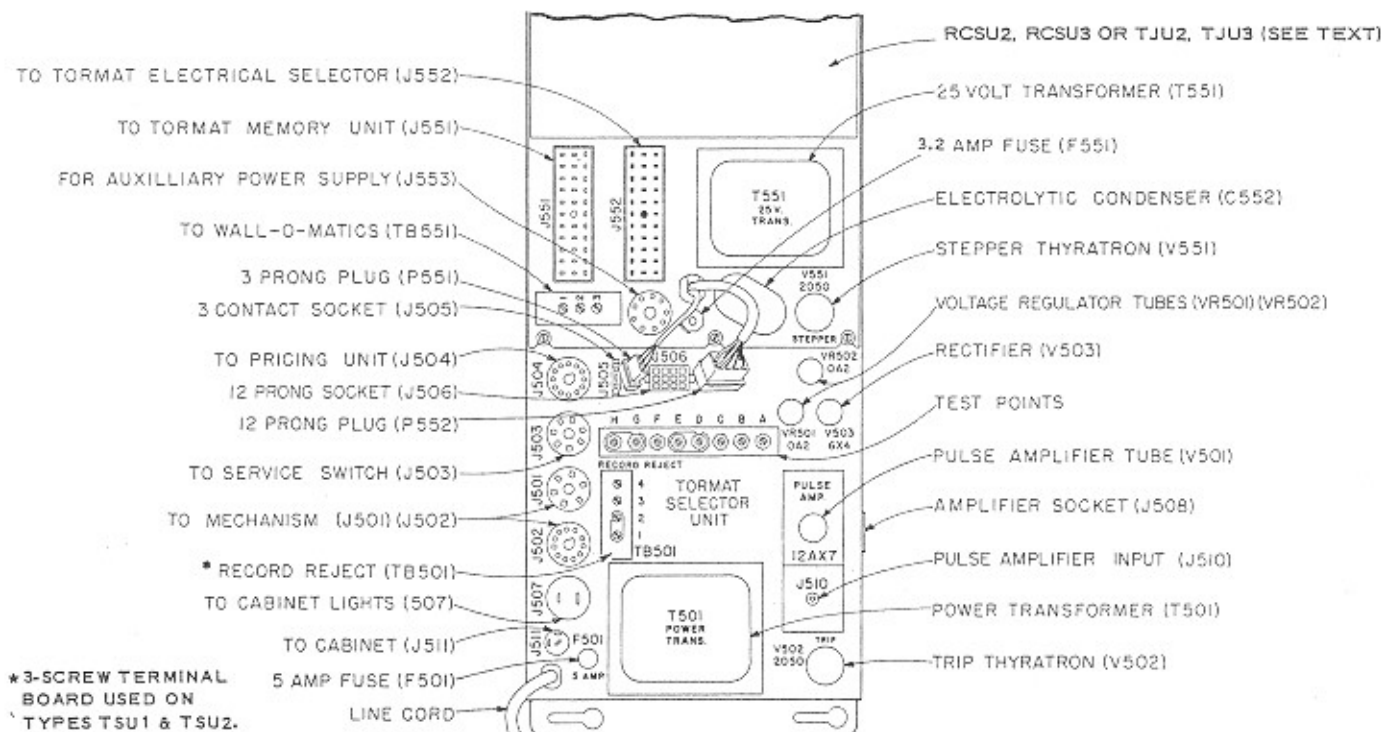 RCSU2, RCSU3 OR TJU2, TJU3 (SEE TEXT)
TO TORMAT ELECTRICAL SELECTOR (J552)
TO TORMAT MEMORY UNIT (J551)
FOR AUXILLIARY POWER SUPPLY (J553)
TO WALL-O-MATICS (TB551)
3 PRONG PLUG (P551)
3 CONTACT SOCKET (J505)
TO PRICING UNIT (J504)
12 PRONG SOCKET (J506)
12 PRONG PLUG (P552)
TO SERVICE SWITCH (J503)
TO MECHANISM (J501) (J502)
* RECORD REJECT (TB501)
TO CABINET LIGHTS (507)
TO CABINET (J511)
5 AMP FUSE (F501)
LINE CORD
* 3-SCREW TERMINAL
BOARD USED ON
TYPES TSU1 & TSU2.
J551
J552
T551
25 V.
TRANS.
1 2 3
V551
2050
STEPPER
J504
J505
J506
VR502
OA2
VR501
OA2
V503
6X4
H G F E D C B A
J503
RECORD REJECT
4
3
2
1
TORMAT
SELECTOR
UNIT
TB501
J501
J502
PULSE
AMP.
12AX7
J510
J507
J511
F501
5 AMP
T501
POWER
TRANS.
TRIP
V502
2050
25 VOLT TRANSFORMER (T551)
3.2 AMP FUSE (F551)
ELECTROLYTIC CONDENSER (C552)
STEPPER THYRATRON (V551)
VOLTAGE REGULATOR TUBES (VR501) (VR502)
RECTIFIER (V503)
TEST POINTS
PULSE AMPLIFIER TUBE (V501)
AMPLIFIER SOCKET (J508)
PULSE AMPLIFIER INPUT (J510)
POWER TRANSFORMER (T501)
TRIP THYRATRON (V502)